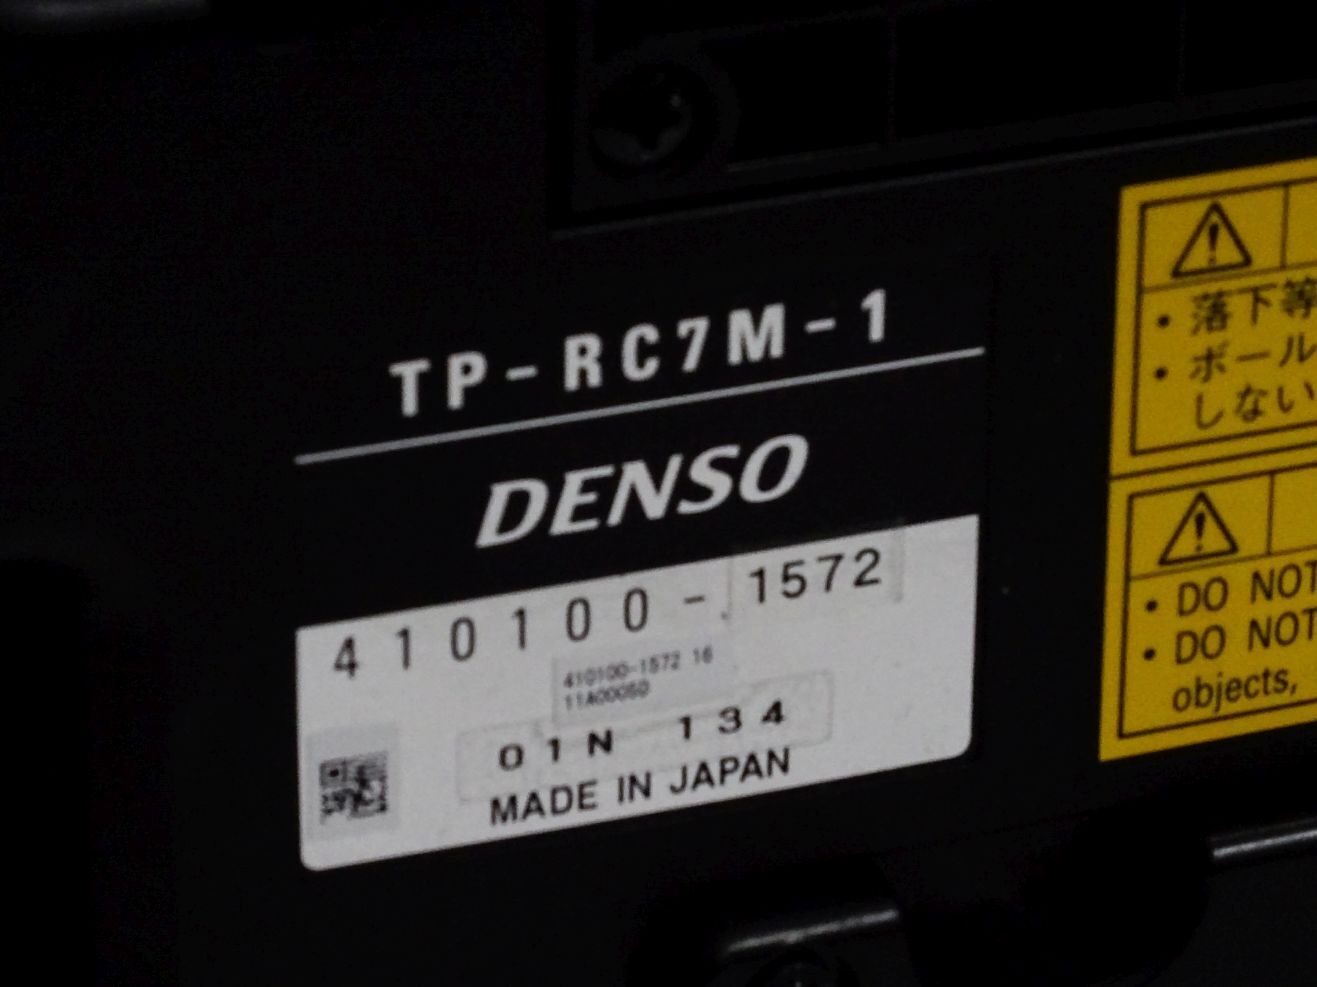 TP-RC7M-1
DENSO
410100-1572
410100-1572 16
11A00050
01N 134
MADE IN JAPAN
・落下等
・ボール
しない
• DO NOT
• DO NOT
objects,